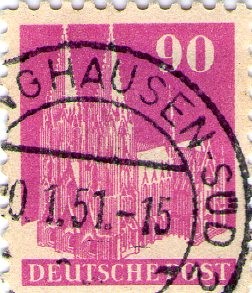 90
GHAUSEN-SÜD
0. 1.51.-15
DEUTSCHE POST